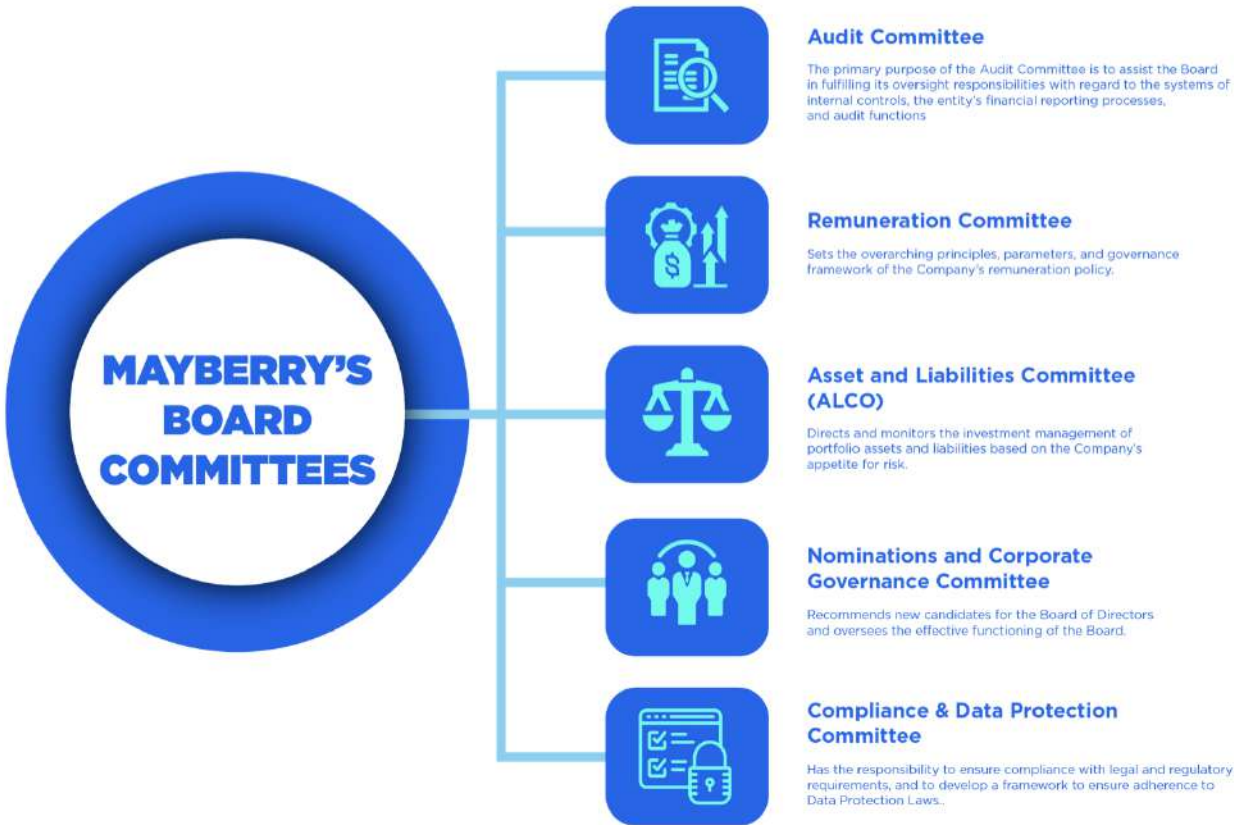 MAYBERRY'S
BOARD
COMMITTEES
Audit Committee
The primary purpose of the Audit Committee is to assist the Board
in fulfilling its oversight responsibilities with regard to the systems of
internal controls, the entity's financial reporting processes,
and audit functions
Remuneration Committee
Sets the overarching principles, parameters, and governance
framework of the Company's remuneration policy.
Asset and Liabilities Committee
(ALCO)
Directs and monitors the investment management of
portfolio assets and liabilities based on the Company's
appetite for risk.
Nominations and Corporate
Governance Committee
Recommends new candidates for the Board of Directors
and oversees the effective functioning of the Board.
Compliance & Data Protection
Committee
Has the responsibility to ensure compliance with legal and regulatory
requirements, and to develop a framework to ensure adherence to
Data Protection Laws..